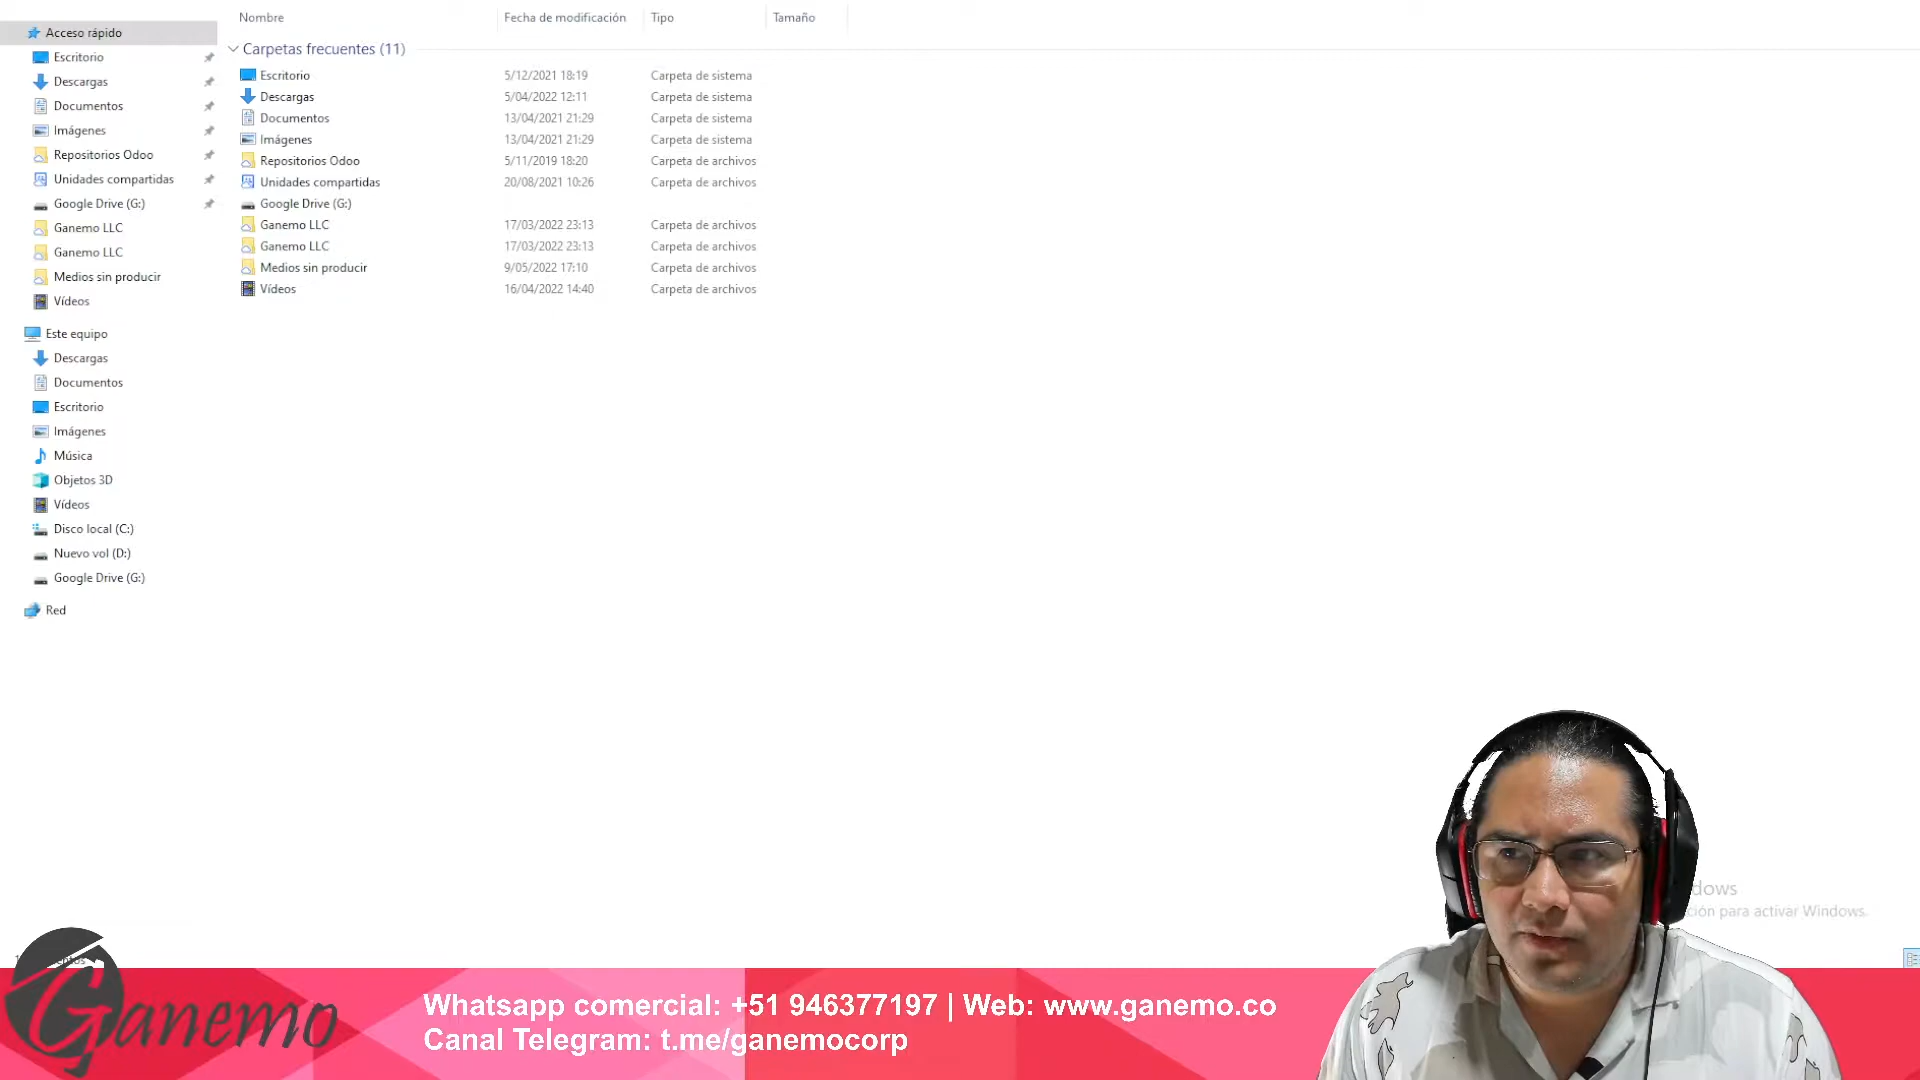 Nombre Fecha de modificación Tipo Tamaño
Acceso rápido
Escritorio
Descargas
Documentos
Imágenes
Repositorios Odoo
Unidades compartidas
Google Drive (G:)
Ganemo LLC
Ganemo LLC
Medios sin producir
Vídeos
Este equipo
Descargas
Documentos
Escritorio
Imágenes
Música
Objetos 3D
Vídeos
Disco local (C:)
Nuevo vol (D:)
Google Drive (G:)
Red
Carpetas frecuentes (11)
Escritorio 5/12/2021 18:19 Carpeta de sistema
Descargas 5/04/2022 12:11 Carpeta de sistema
Documentos 13/04/2021 21:29 Carpeta de sistema
Imágenes 13/04/2021 21:29 Carpeta de sistema
Repositorios Odoo 5/11/2019 18:20 Carpeta de archivos
Unidades compartidas 20/08/2021 10:26 Carpeta de archivos
Google Drive (G:)
Ganemo LLC 17/03/2022 23:13 Carpeta de archivos
Ganemo LLC 17/03/2022 23:13 Carpeta de archivos
Medios sin producir 9/05/2022 17:10 Carpeta de archivos
Vídeos 16/04/2022 14:40 Carpeta de archivos
dows
ción para activar Windows.
Ganemo
Whatsapp comercial: +51 946377197 | Web: www.ganemo.co
Canal Telegram: t.me/ganemocorp